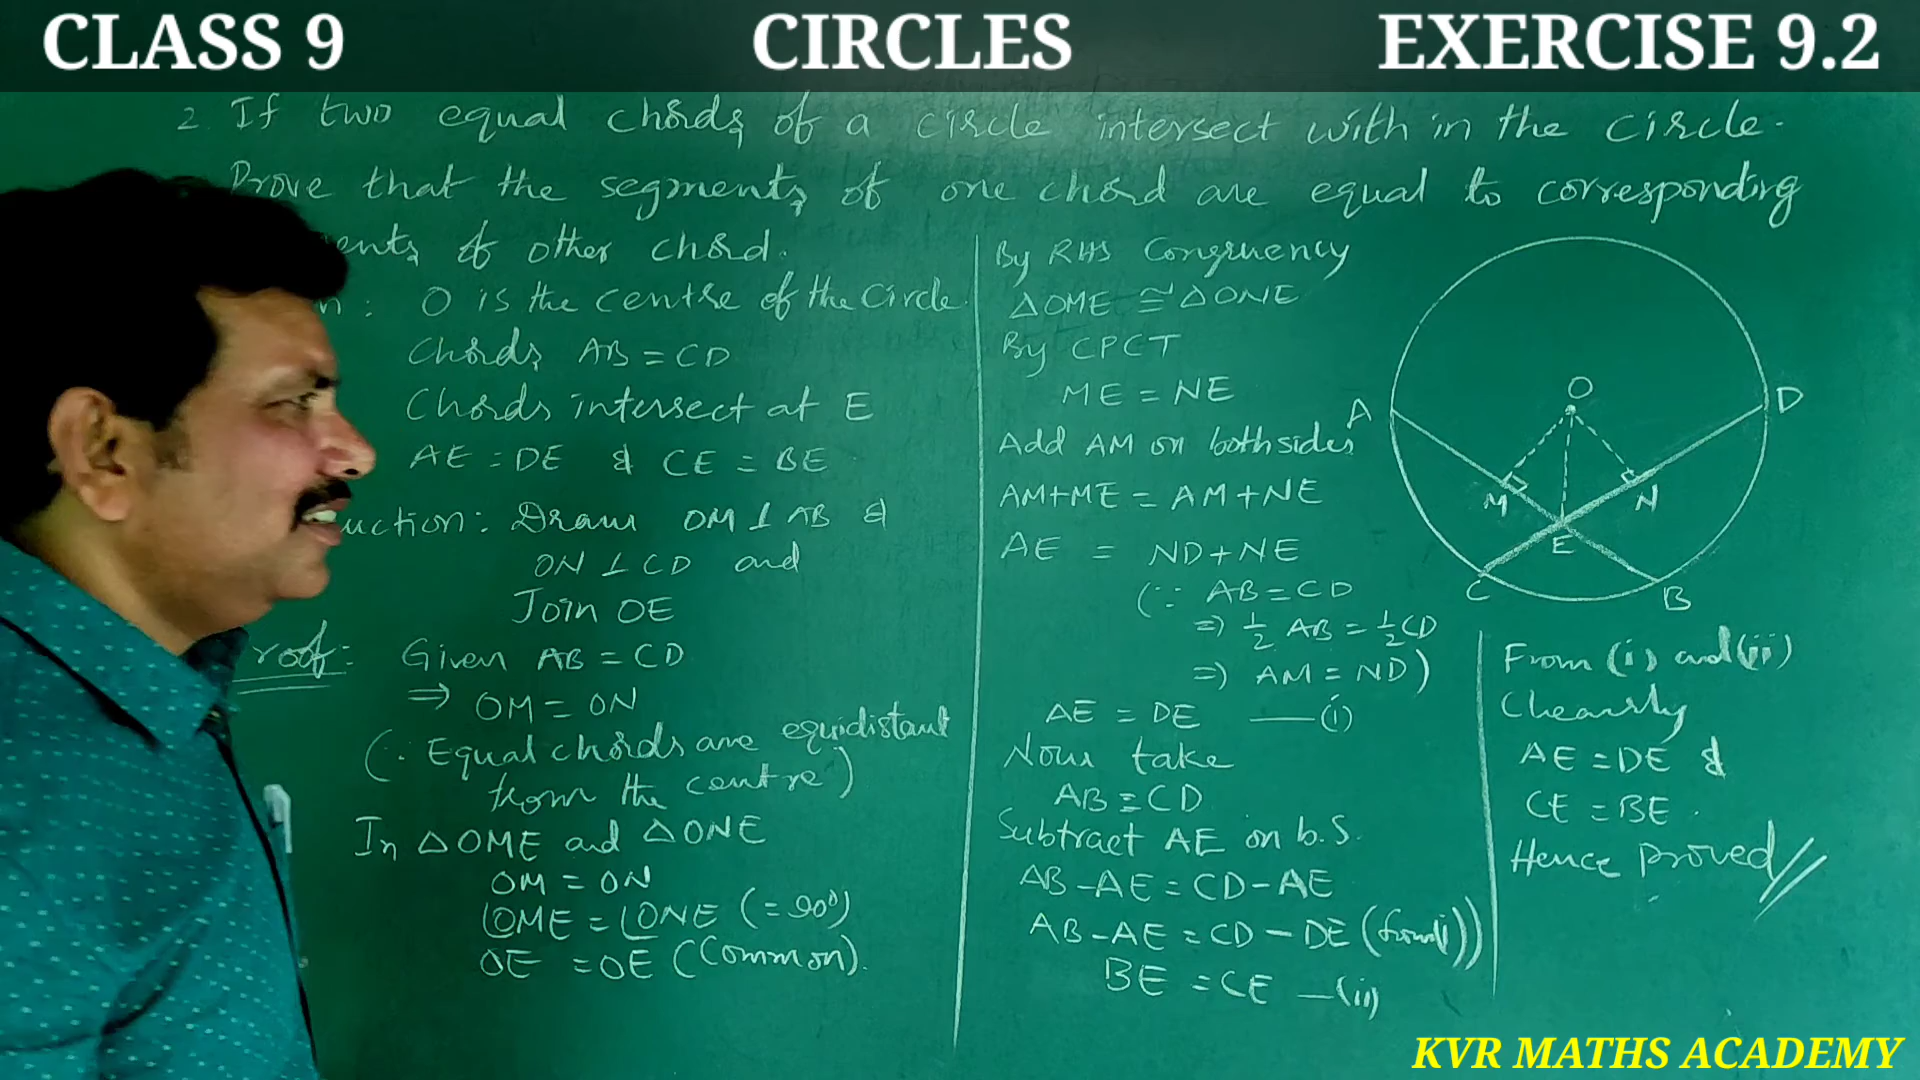 CLASS 9 CIRCLES EXERCISE 9.2
2. If two equal chords of a circle intersect with in the circle.
Prove that the segments of one chord are equal to corresponding
ents of other chord.
n: O is the centre of the circle.
Chords AB = CD
Chords intersect at E
AE = DE & CE = BE
uction: Draw OM ⊥ AB &
ON ⊥ CD and
Join OE
roof: Given AB = CD
⇒ OM = ON
(∵ Equal chords are equidistant
from the centre)
In △OME and △ONE
OM = ON
∠OME = ∠ONE (=90°)
OE = OE (Common).
By RHS Congruency
△OME ≅ △ONE
By CPCT
ME = NE
Add AM on both sides
AM+ME = AM+NE
AE = ND+NE
(∵ AB = CD
⇒ 1/2 AB = 1/2 CD
⇒ AM = ND)
AE = DE —(i)
Now take
AB = CD
Subtract AE on b.S.
AB-AE = CD-AE
AB-AE = CD-DE (from(i))
BE = CE —(ii)
O
A D
M N
E
C B
From (i) and (ii)
Clearly
AE = DE &
CE = BE.
Hence proved//
KVR MATHS ACADEMY